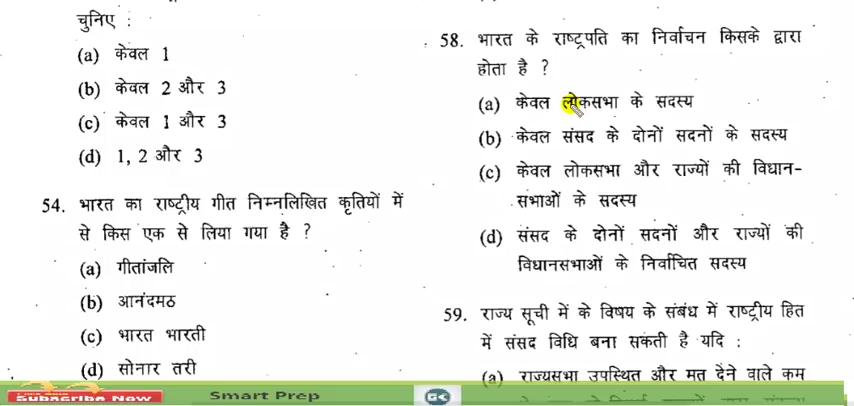 चुनिए :
(a) केवल 1
(b) केवल 2 और 3
(c) केवल 1 और 3
(d) 1, 2 और 3
54. भारत का राष्ट्रीय गीत निम्नलिखित कृतियों में
से किस एक से लिया गया है ?
(a) गीतांजलि
(b) आनंदमठ
(c) भारत भारती
(d) सोनार तरी
58. भारत के राष्ट्रपति का निर्वाचन किसके द्वारा
होता है ?
(a) केवल लोकसभा के सदस्य
(b) केवल संसद के दोनों सदनों के सदस्य
(c) केवल लोकसभा और राज्यों की विधान-
सभाओं के सदस्य
(d) संसद के दोनों सदनों और राज्यों की
विधानसभाओं के निर्वाचित सदस्य
59. राज्य सूची में के विषय के संबंध में राष्ट्रीय हित
में संसद विधि बना सकती है यदि :
(a) राज्यसभा उपस्थित और मत देने वाले कम
Subscribe Now
Smart Prep
GK